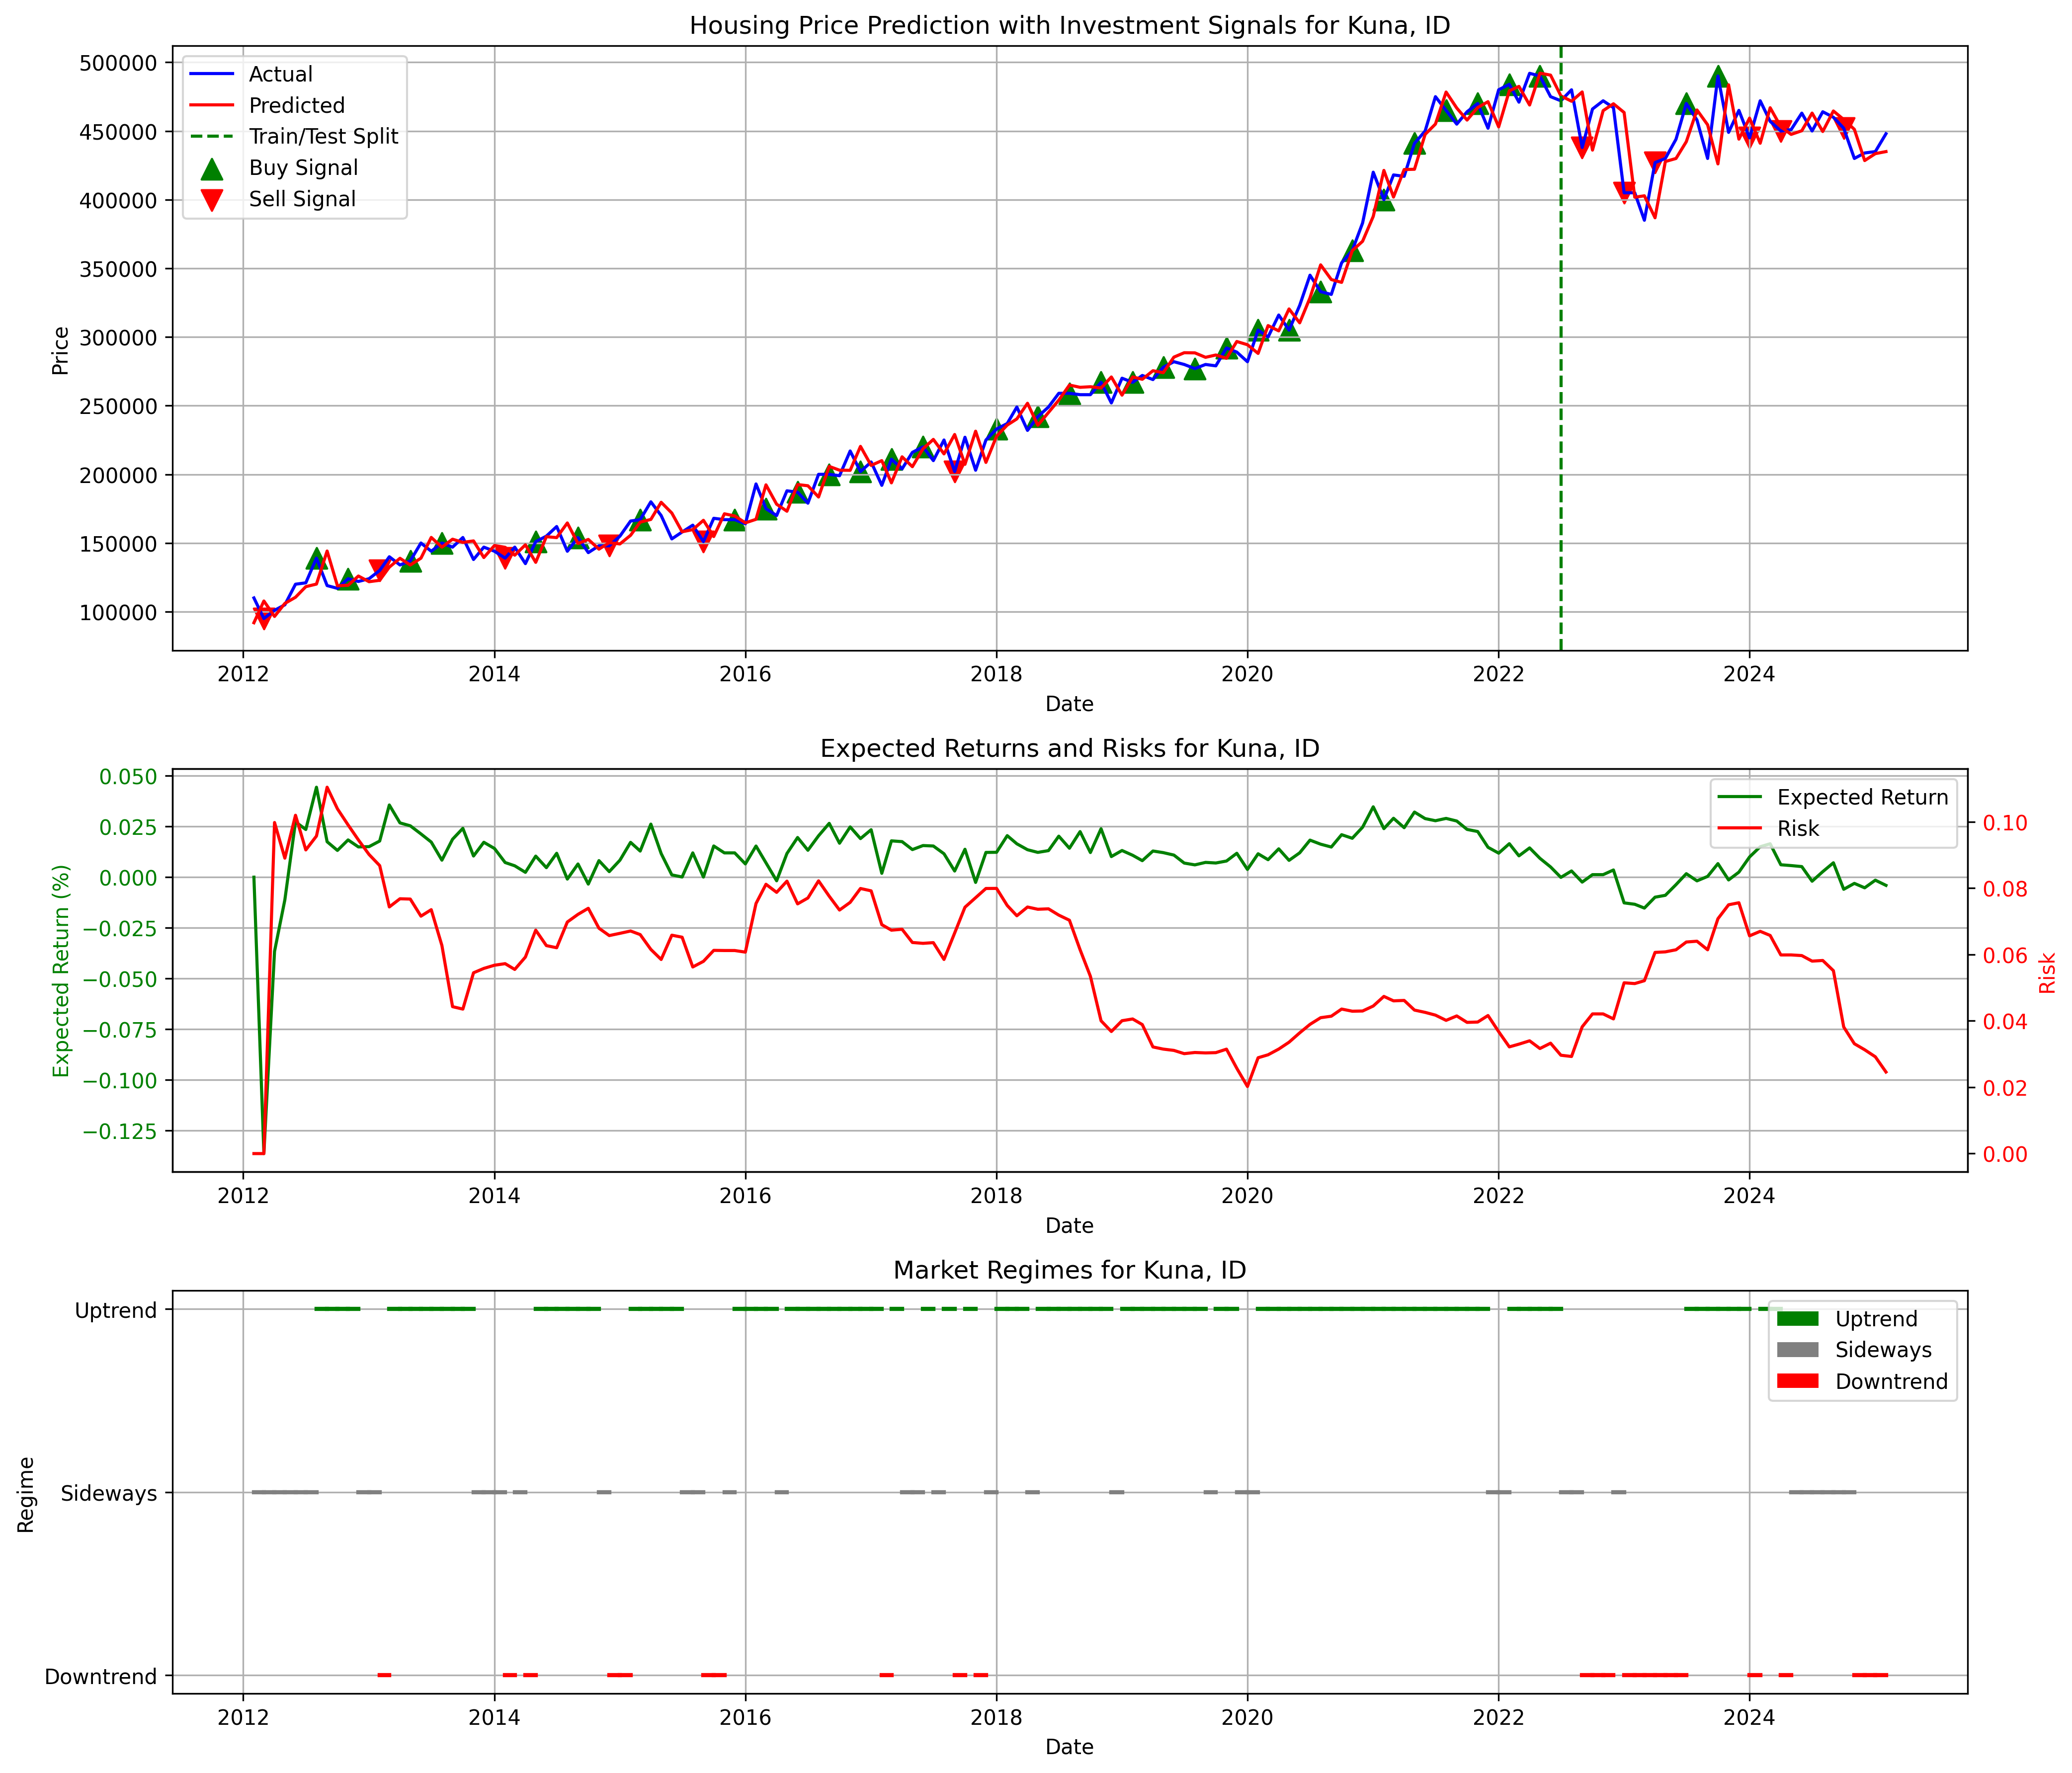 Housing Price Prediction with Investment Signals for Kuna, ID
Actual
Predicted
Train/Test Split
Buy Signal
Sell Signal
500000
450000
400000
350000
300000
250000
200000
150000
100000
Price
2012 2014 2016 2018 2020 2022 2024
Date
Expected Returns and Risks for Kuna, ID
Expected Return
Risk
0.050
0.025
0.000
−0.025
−0.050
−0.075
−0.100
−0.125
Expected Return (%)
0.10
0.08
0.06
0.04
0.02
0.00
Risk
2012 2014 2016 2018 2020 2022 2024
Date
Market Regimes for Kuna, ID
Uptrend
Sideways
Downtrend
Uptrend
Sideways
Downtrend
Regime
2012 2014 2016 2018 2020 2022 2024
Date